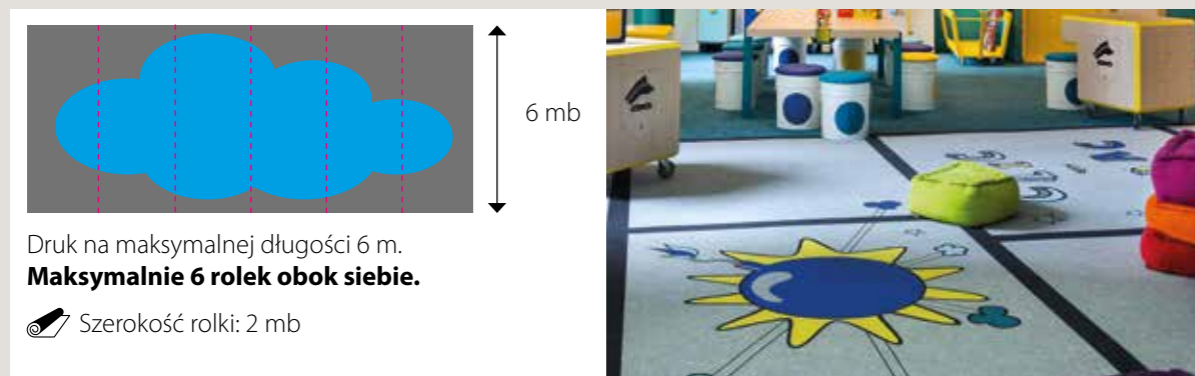 6 mb
Druk na maksymalnej długości 6 m.
Maksymalnie 6 rolek obok siebie.
Szerokość rolki: 2 mb